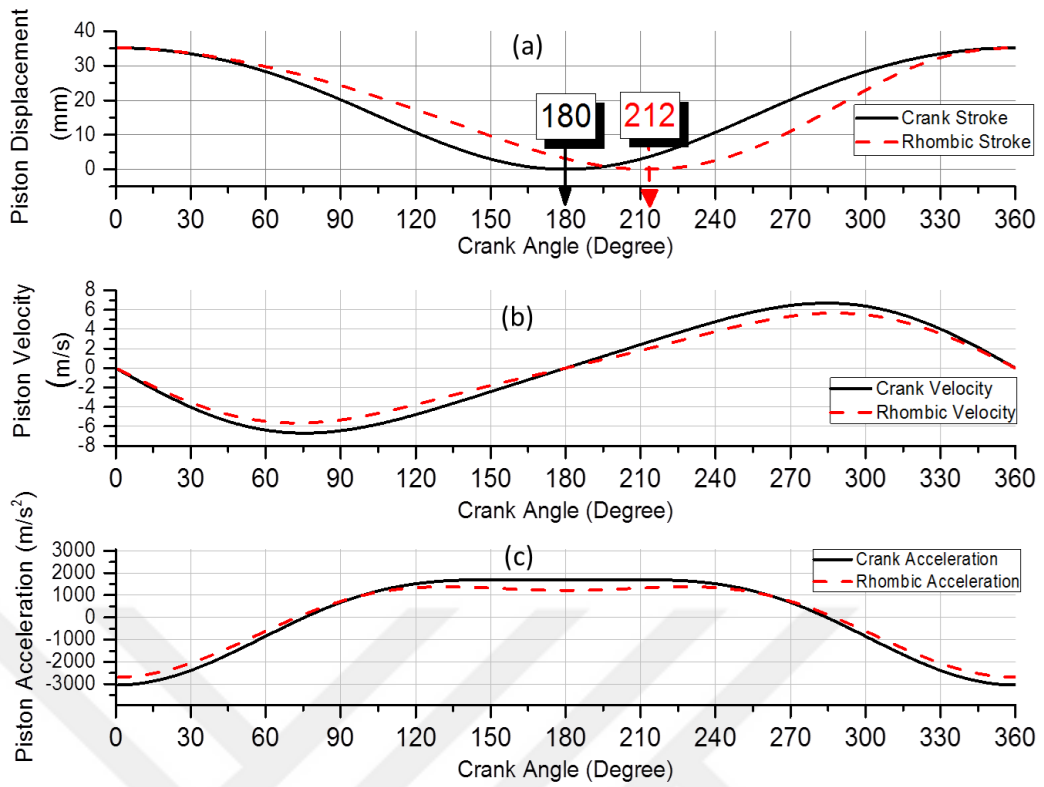 (a)
Piston Displacement
(mm)
40
30
20
10
0
180
212
Crank Stroke
Rhombic Stroke
0 30 60 90 120 150 180 210 240 270 300 330 360
Crank Angle (Degree)
(b)
Piston Velocity
(m/s)
8
6
4
2
0
-2
-4
-6
-8
Crank Velocity
Rhombic Velocity
0 30 60 90 120 150 180 210 240 270 300 330 360
Crank Angle (Degree)
(c)
Piston Acceleration (m/s²)
3000
2000
1000
0
-1000
-2000
-3000
Crank Acceleration
Rhombic Acceleration
0 30 60 90 120 150 180 210 240 270 300 330 360
Crank Angle (Degree)